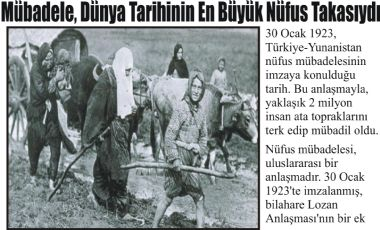 Mübadele, Dünya Tarihinin En Büyük Nüfus Takasıydı
30 Ocak 1923,
Türkiye-Yunanistan
nüfus mübadelesinin
imzaya konulduğu
tarih. Bu anlaşmayla,
yaklaşık 2 milyon
insan ata topraklarını
terk edip mübadil oldu.
Nüfus mübadelesi,
uluslararası bir
anlaşmadır. 30 Ocak
1923'te imzalanmış,
bilahare Lozan
Anlaşması'nın bir ek